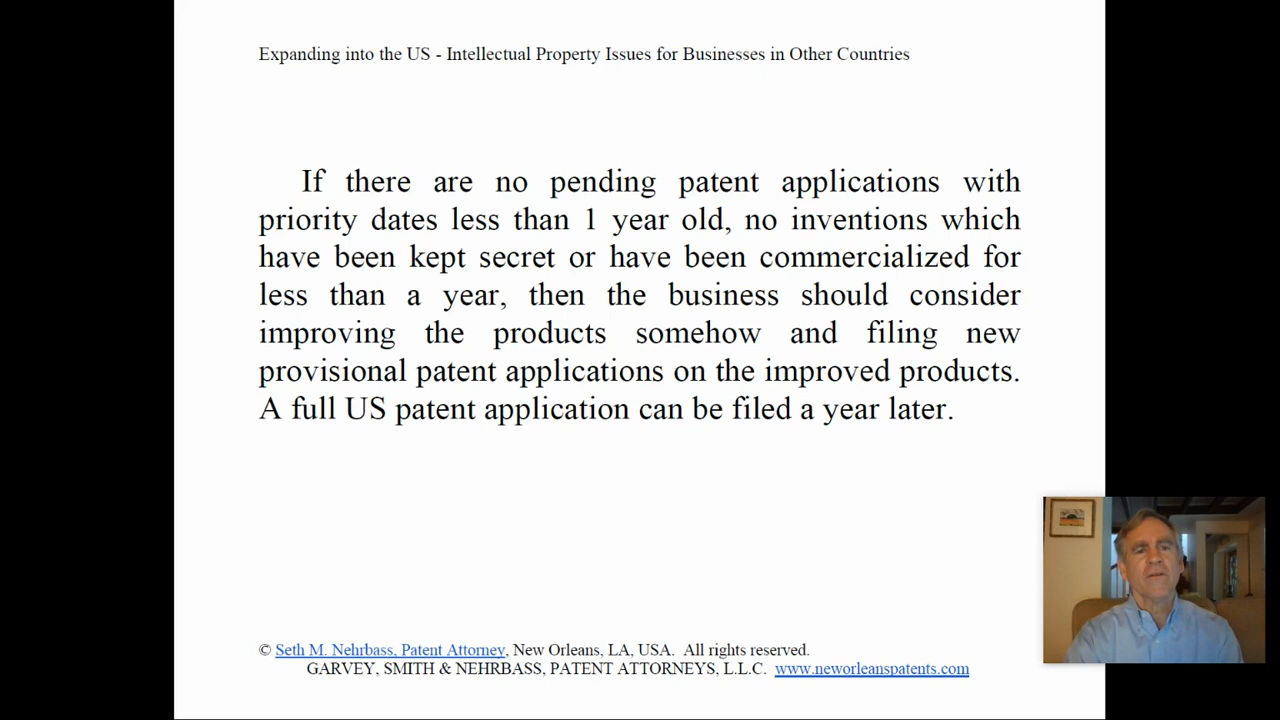 Expanding into the US - Intellectual Property Issues for Businesses in Other Countries
If there are no pending patent applications with
priority dates less than 1 year old, no inventions which
have been kept secret or have been commercialized for
less than a year, then the business should consider
improving the products somehow and filing new
provisional patent applications on the improved products.
A full US patent application can be filed a year later.
© Seth M. Nehrbass, Patent Attorney, New Orleans, LA, USA. All rights reserved.
GARVEY, SMITH & NEHRBASS, PATENT ATTORNEYS, L.L.C. www.neworleanspatents.com